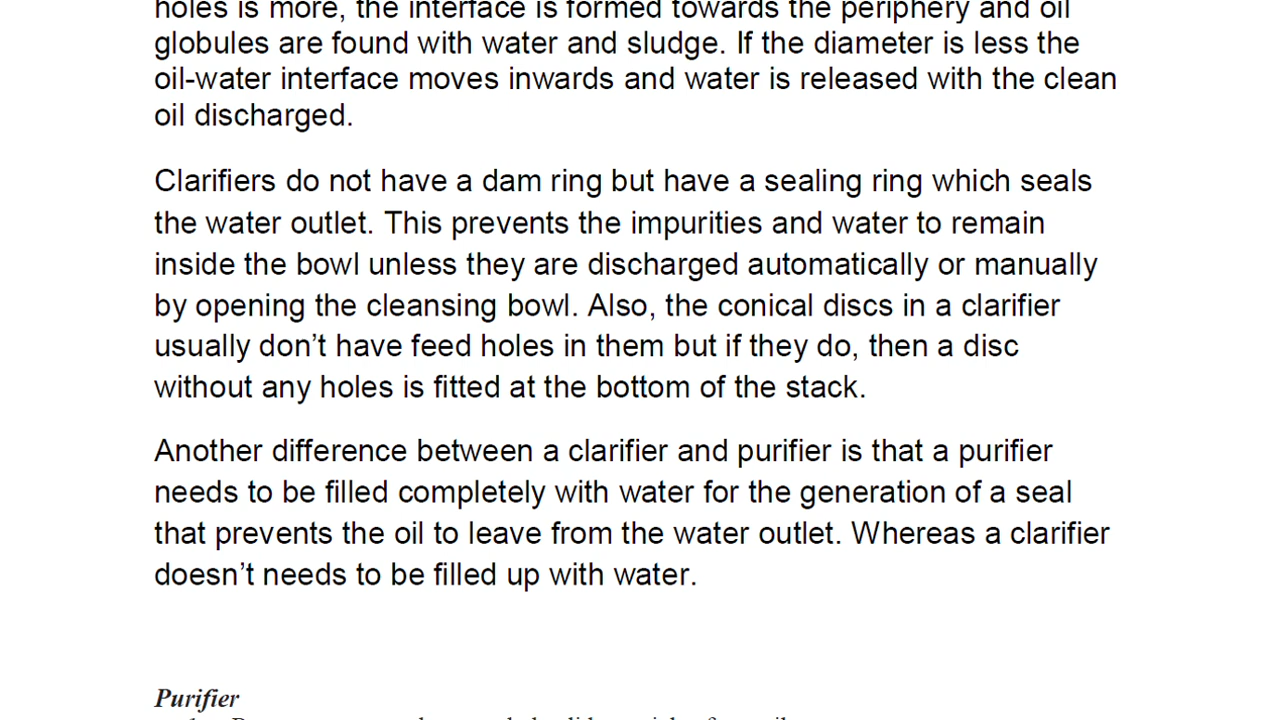 holes is more, the interface is formed towards the periphery and oil
globules are found with water and sludge. If the diameter is less the
oil-water interface moves inwards and water is released with the clean
oil discharged.
Clarifiers do not have a dam ring but have a sealing ring which seals
the water outlet. This prevents the impurities and water to remain
inside the bowl unless they are discharged automatically or manually
by opening the cleansing bowl. Also, the conical discs in a clarifier
usually don’t have feed holes in them but if they do, then a disc
without any holes is fitted at the bottom of the stack.
Another difference between a clarifier and purifier is that a purifier
needs to be filled completely with water for the generation of a seal
that prevents the oil to leave from the water outlet. Whereas a clarifier
doesn’t needs to be filled up with water.
Purifier